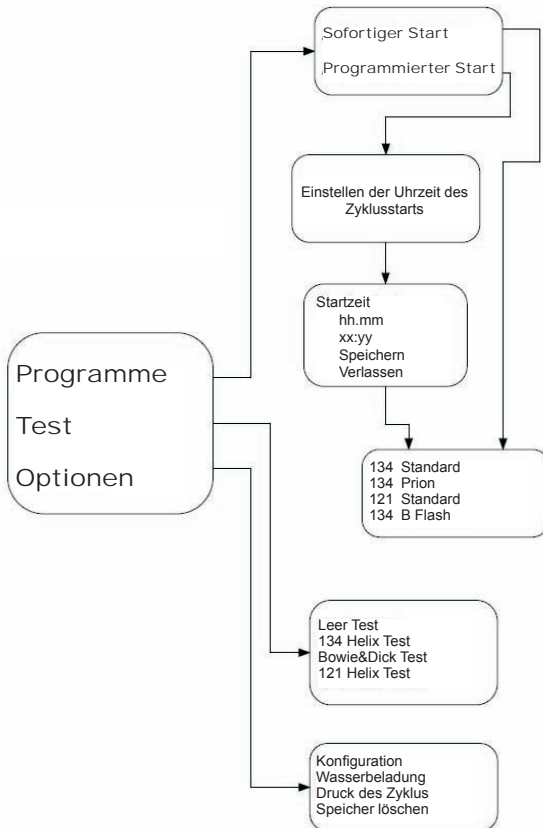 Sofortiger Start
Programmierter Start
Einstellen der Uhrzeit des
Zyklusstarts
Startzeit
hh.mm
xx:yy
Speichern
Verlassen
Programme
Test
Optionen
134 Standard
134 Prion
121 Standard
134 B Flash
Leer Test
134 Helix Test
Bowie&Dick Test
121 Helix Test
Konfiguration
Wasserbeladung
Druck des Zyklus
Speicher löschen